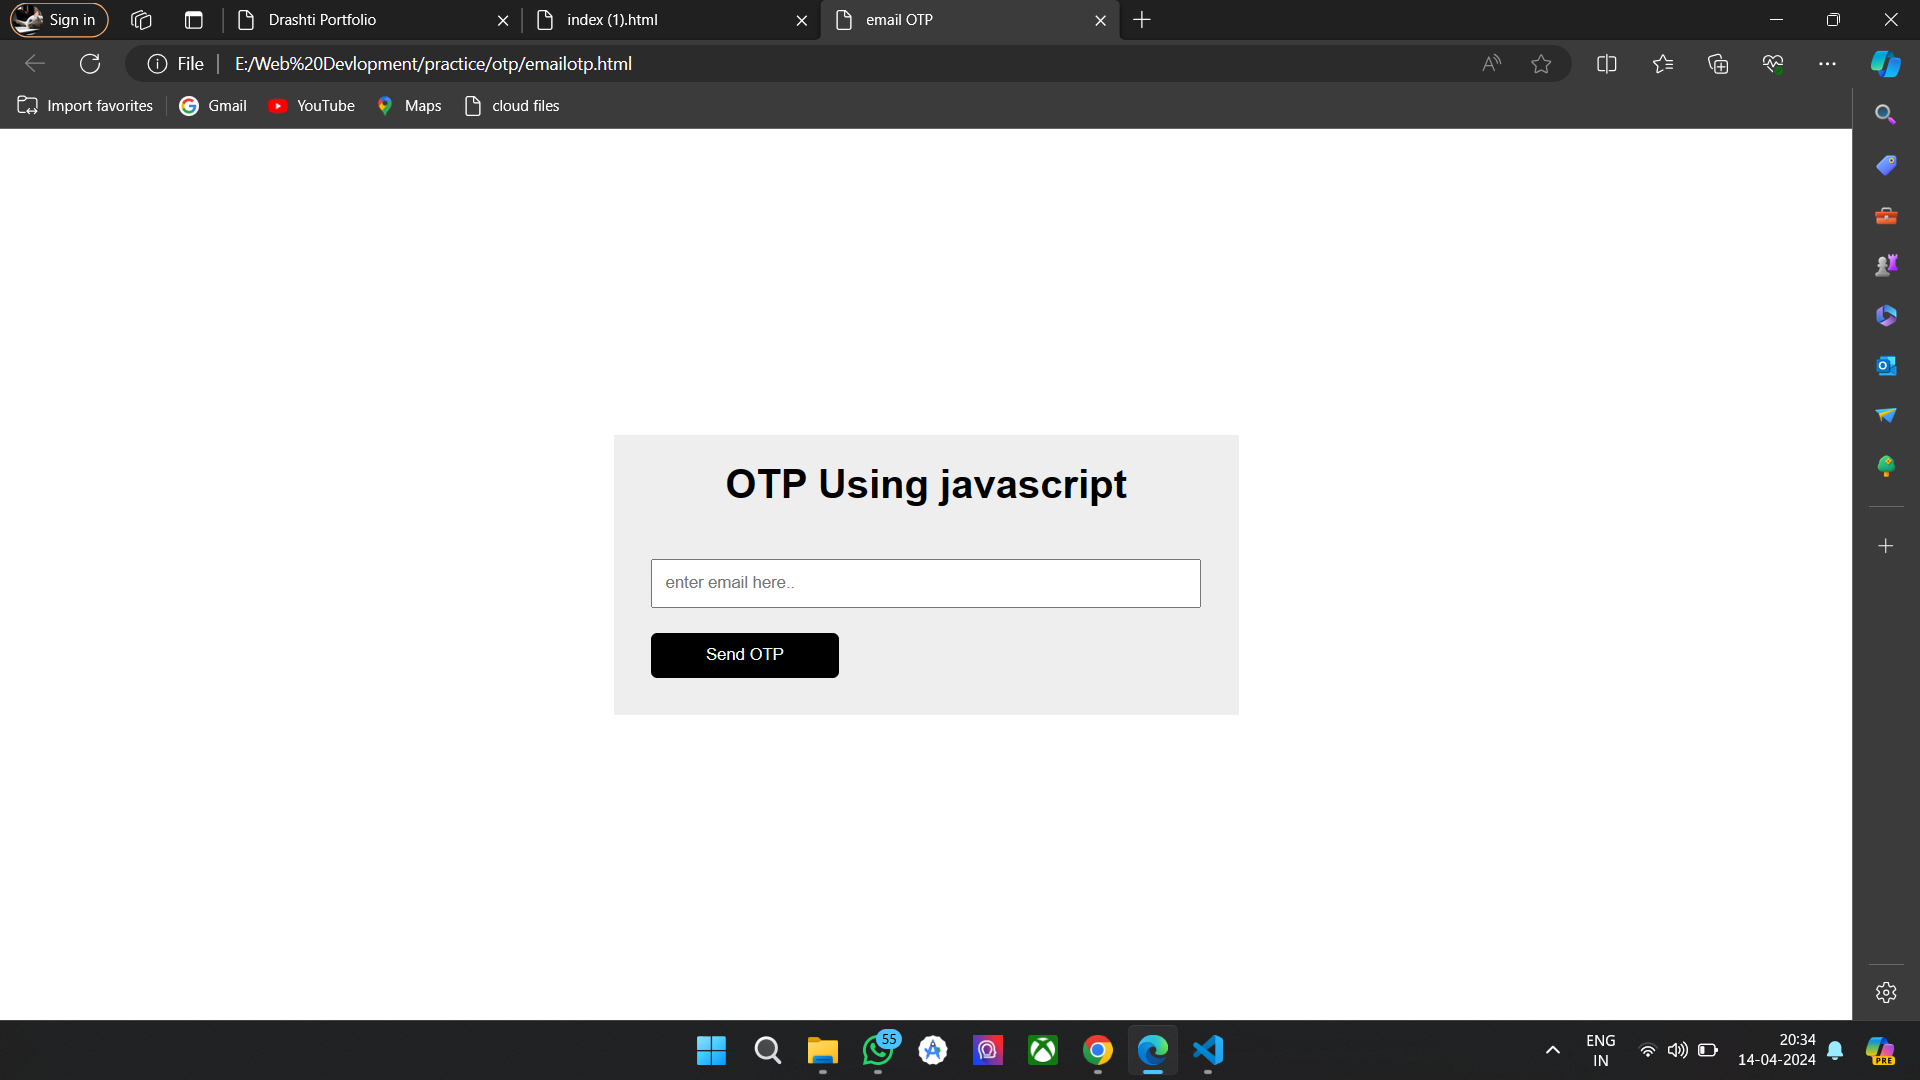 Sign in
Drashti Portfolio
index (1).html
email OTP
File
E:/Web%20Devlopment/practice/otp/emailotp.html
Import favorites
Gmail
YouTube
Maps
cloud files
OTP Using javascript
enter email here..
Send OTP
55
ENG
IN
20:34
14-04-2024
PRE